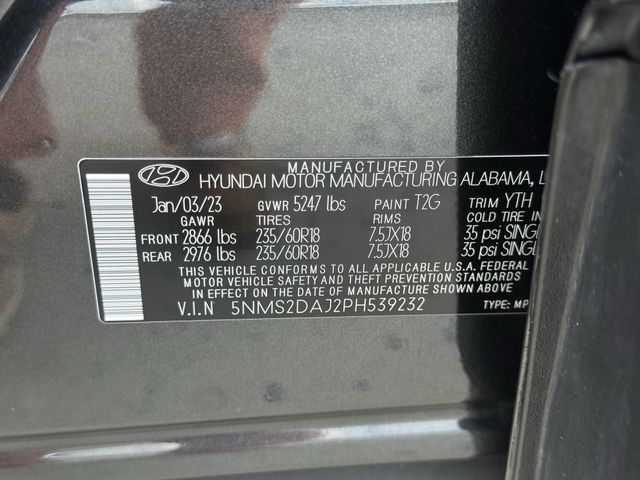 MANUFACTURED BY
HYUNDAI MOTOR MANUFACTURING ALABAMA,
Jan/03/23 GVWR 5247 lbs PAINT T2G TRIM YTH
GAWR TIRES RIMS COLD TIRE
FRONT 2866 lbs 235/60R18 7.5JX18 35 psi SINGL
REAR 2976 lbs 235/60R18 7.5JX18 35 psi SINGL
THIS VEHICLE CONFORMS TO ALL APPLICABLE U.S.A. FEDERAL
MOTOR VEHICLE SAFETY AND THEFT PREVENTION STANDARDS
IN EFFECT ON THE DATE OF MANUFACTURE SHOWN ABOVE
V.I.N 5NMS2DAJ2PH539232 TYPE: MP